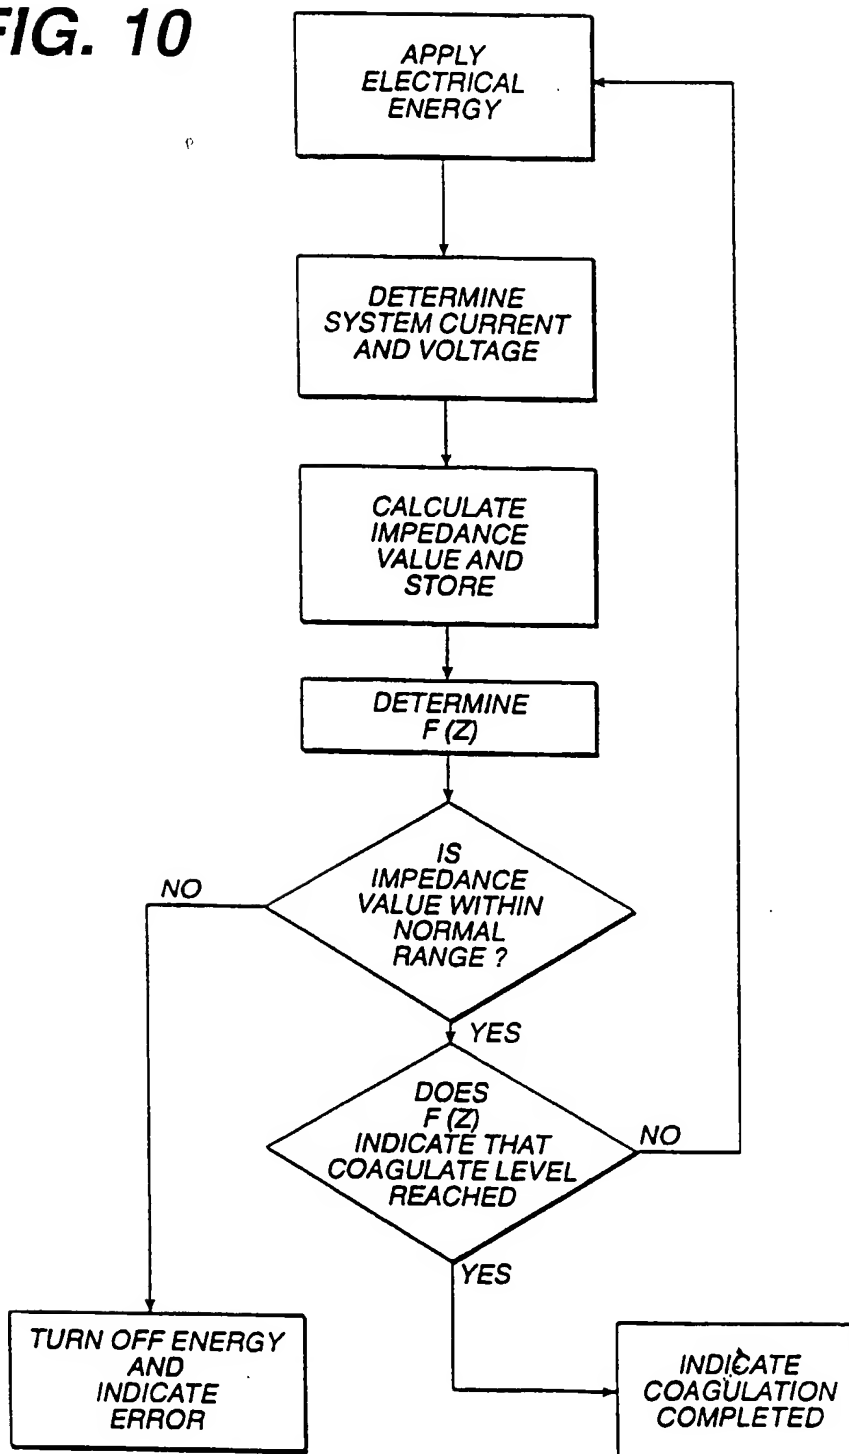 FIG. 10
APPLY
ELECTRICAL
ENERGY
DETERMINE
SYSTEM CURRENT
AND VOLTAGE
CALCULATE
IMPEDANCE
VALUE AND
STORE
DETERMINE
F (Z)
IS
IMPEDANCE
VALUE WITHIN
NORMAL
RANGE ?
NO
YES
DOES
F (Z)
INDICATE THAT
COAGULATE LEVEL
REACHED
NO
YES
TURN OFF ENERGY
AND
INDICATE
ERROR
INDICATE
COAGULATION
COMPLETED